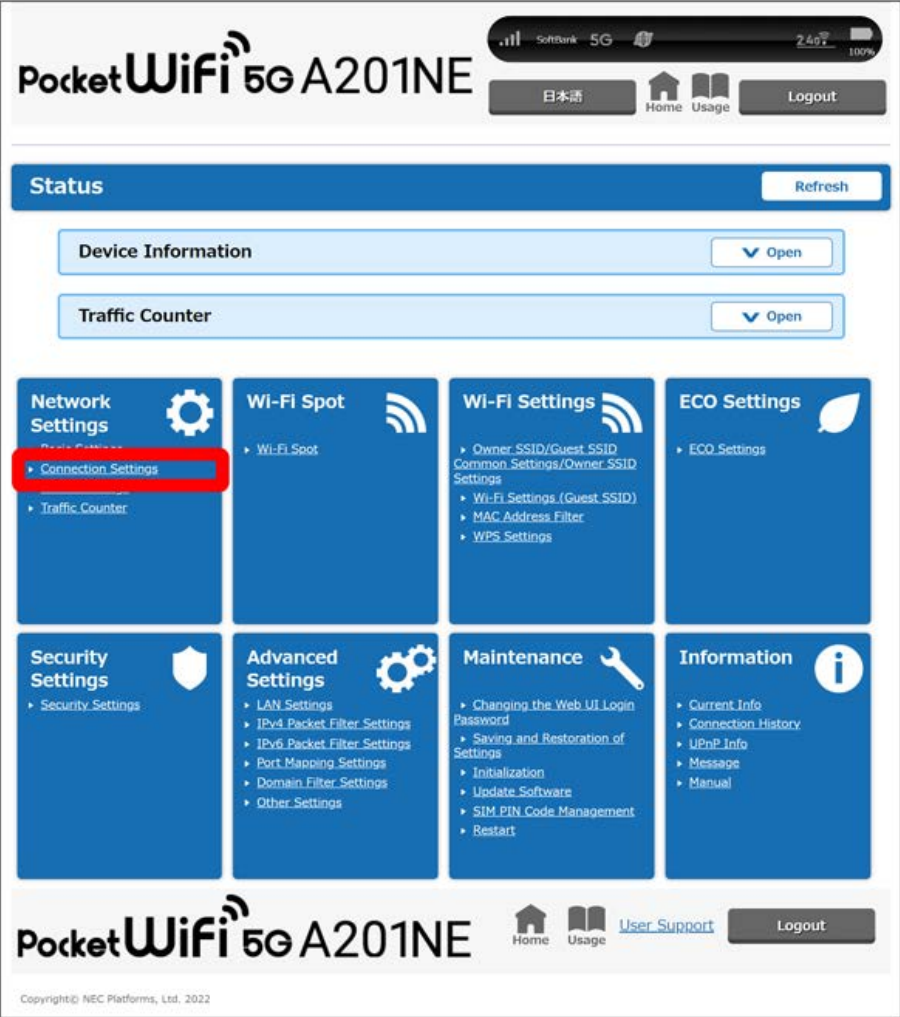 Pocket WiFi 5G A201NE
SoftBank 5G 2.4G 100%
日本語 Home Usage Logout
Status Refresh
Device Information Open
Traffic Counter Open
Network
Settings
Connection Settings
Traffic Counter
Wi-Fi Spot
Wi-Fi Spot
Wi-Fi Settings
Owner SSID/Guest SSID
Common Settings/Owner SSID
Settings
Wi-Fi Settings (Guest SSID)
MAC Address Filter
WPS Settings
ECO Settings
ECO Settings
Security
Settings
Security Settings
Advanced
Settings
LAN Settings
IPv4 Packet Filter Settings
IPv6 Packet Filter Settings
Port Mapping Settings
Domain Filter Settings
Other Settings
Maintenance
Changing the Web UI Login
Password
Saving and Restoration of
Settings
Initialization
Update Software
SIM PIN Code Management
Restart
Information
Current Info
Connection History
UPnP Info
Message
Manual
Pocket WiFi 5G A201NE
Home Usage User Support Logout
Copyright© NEC Platforms, Ltd. 2022